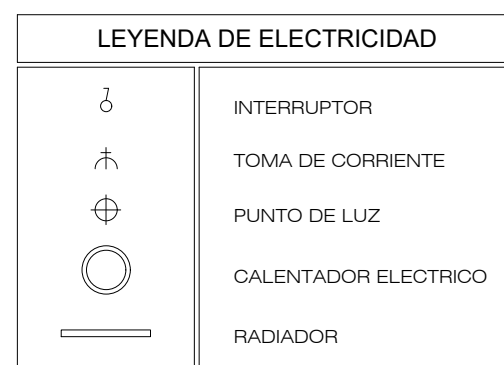 LEYENDA DE ELECTRICIDAD
INTERRUPTOR
TOMA DE CORRIENTE
PUNTO DE LUZ
CALENTADOR ELECTRICO
RADIADOR